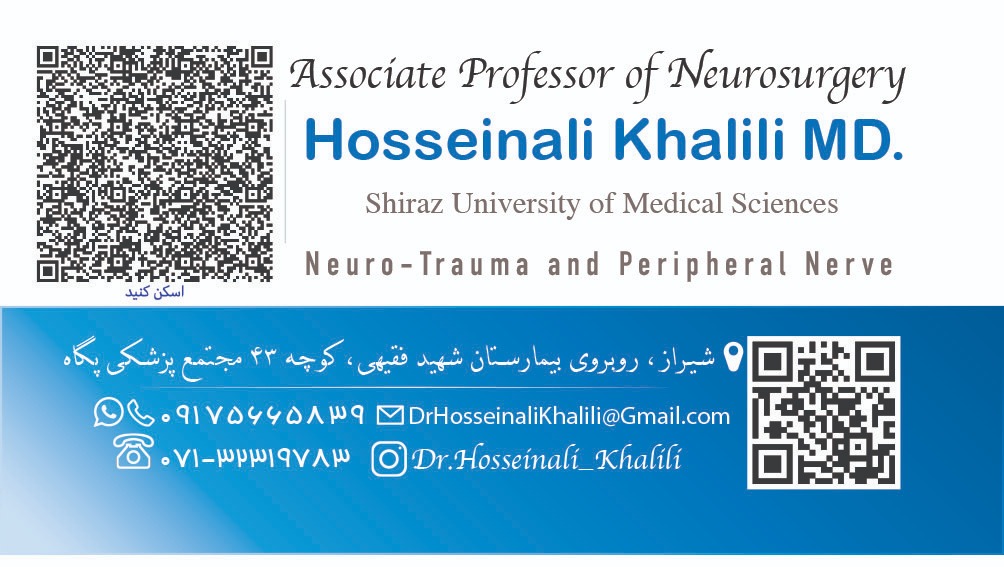 Associate Professor of Neurosurgery
Hosseinali Khalili MD.
Shiraz University of Medical Sciences
Neuro-Trauma and Peripheral Nerve
اسکن کنید
شیراز، روبروی بیمارستان شهید فقیهی، کوچه ۴۳ مجتمع پزشکی پگاه
۰۹۱۷۵۶۶۵۸۳۹ DrHosseinaliKhalili@Gmail.com
۰۷۱-۳۲۳۱۹۷۸۳ Dr.Hosseinali_Khalili